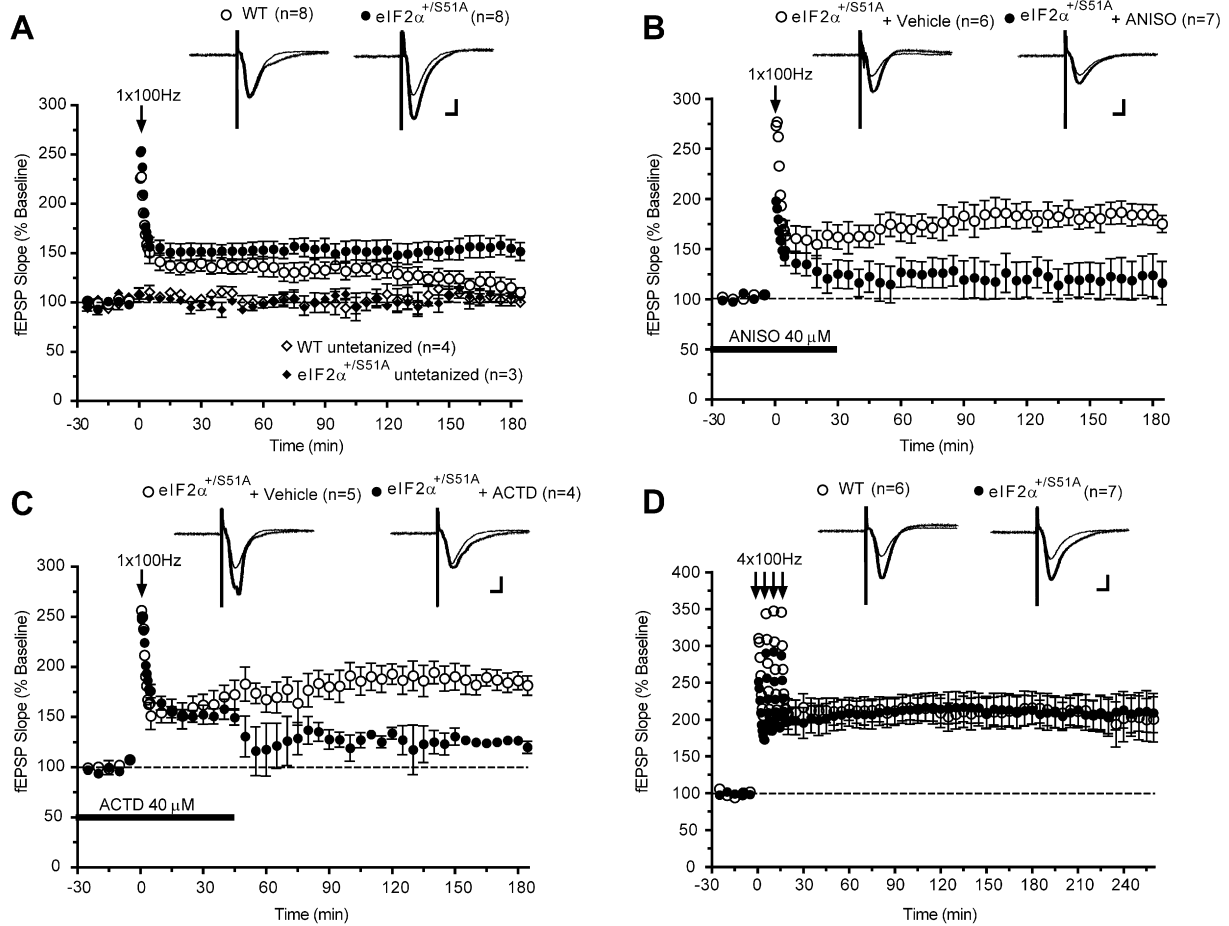 A
WT (n=8) eIF2α+/S51A (n=8)
1x100Hz
fEPSP Slope (% Baseline)
300
250
200
150
100
50
0
WT untetanized (n=4)
eIF2α+/S51A untetanized (n=3)
-30 0 30 60 90 120 150 180
Time (min)
B
eIF2α+/S51A + Vehicle (n=6) eIF2α+/S51A + ANISO (n=7)
1x100Hz
fEPSP Slope (% Baseline)
300
250
200
150
100
50
0
ANISO 40 μM
-30 0 30 60 90 120 150 180
Time (min)
C
eIF2α+/S51A + Vehicle (n=5) eIF2α+/S51A + ACTD (n=4)
1x100Hz
fEPSP Slope (% Baseline)
300
250
200
150
100
50
0
ACTD 40 μM
-30 0 30 60 90 120 150 180
Time (min)
D
WT (n=6) eIF2α+/S51A (n=7)
4x100Hz
fEPSP Slope (% Baseline)
400
350
300
250
200
150
100
50
0
-30 0 30 60 90 120 150 180 210 240
Time (min)